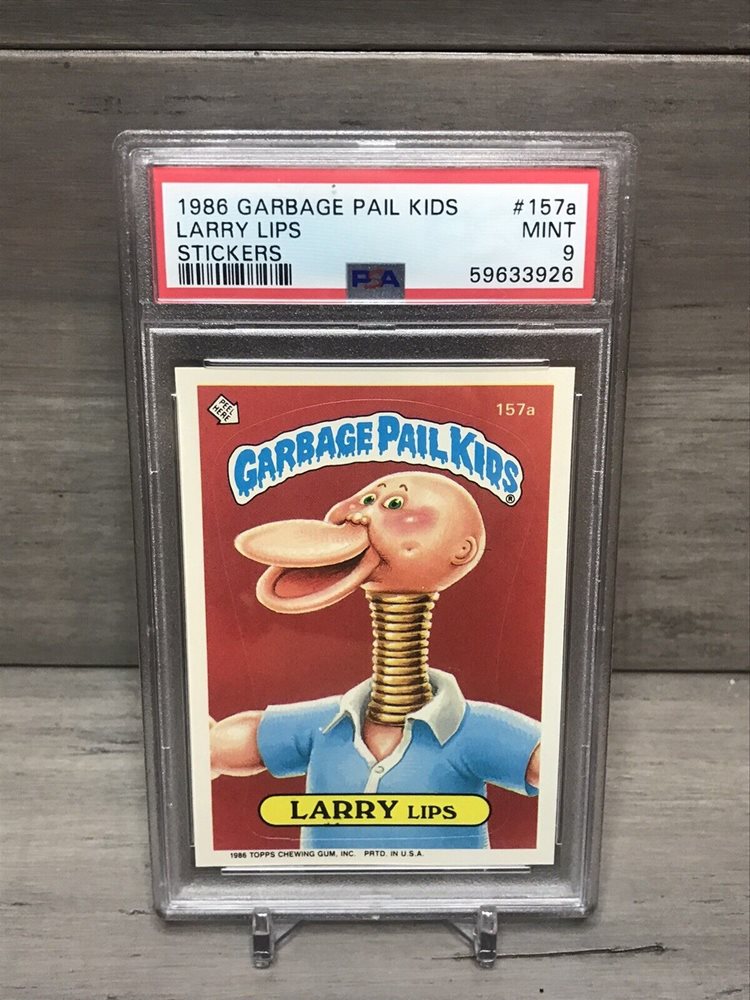 1986 GARBAGE PAIL KIDS #157a
LARRY LIPS MINT
STICKERS 9
PSA 59633926
PEEL HERE
157a
GARBAGE PAIL KIDS®
LARRY LIPS
1986 TOPPS CHEWING GUM, INC. PRTD. IN U.S.A.